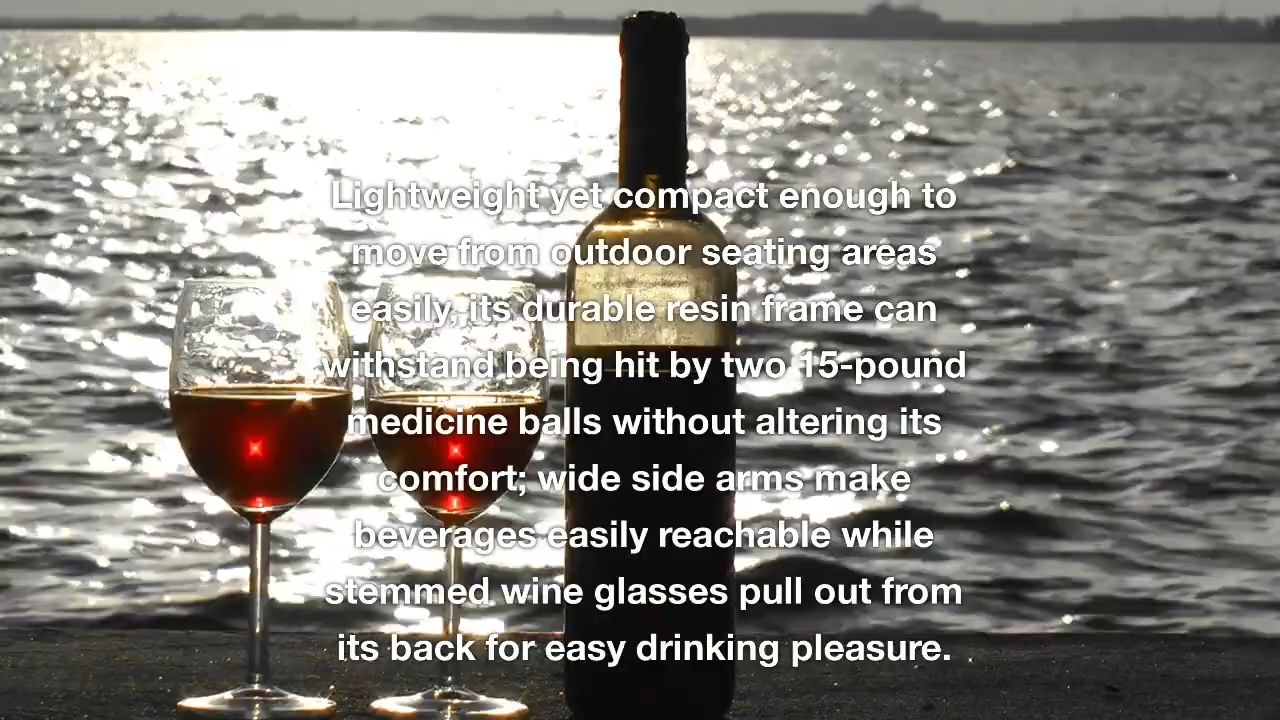 Lightweight yet compact enough to
move from outdoor seating areas
easily, its durable resin frame can
withstand being hit by two 15-pound
medicine balls without altering its
comfort; wide side arms make
beverages easily reachable while
stemmed wine glasses pull out from
its back for easy drinking pleasure.